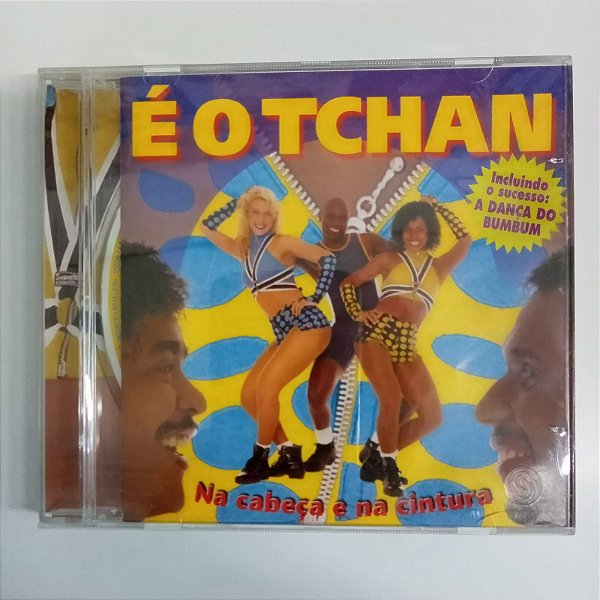 É O TCHAN
Incluindo
o sucesso:
A DANÇA DO
BUMBUM
Na cabeça e na cintura